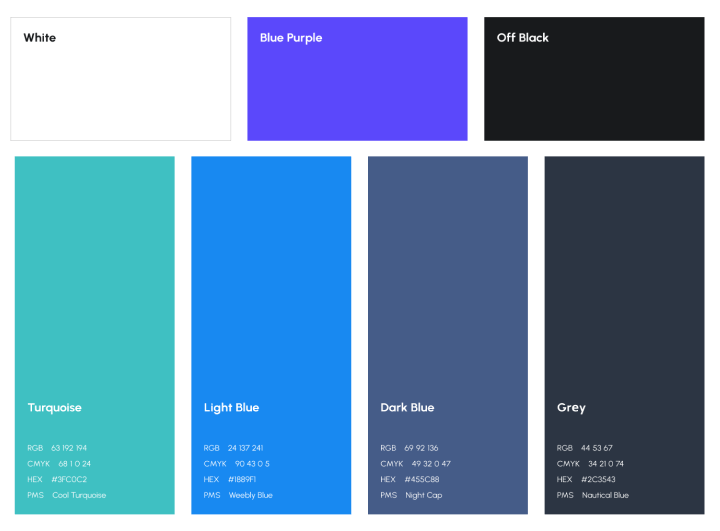 White
Blue Purple
Off Black
Turquoise
RGB 63 192 194
CMYK 68 1 0 24
HEX #3FC0C2
PMS Cool Turquoise
Light Blue
RGB 24 137 241
CMYK 90 43 0 5
HEX #1889F1
PMS Weebly Blue
Dark Blue
RGB 69 92 136
CMYK 49 32 0 47
HEX #455C88
PMS Night Cap
Grey
RGB 44 53 67
CMYK 34 21 0 74
HEX #2C3543
PMS Nautical Blue